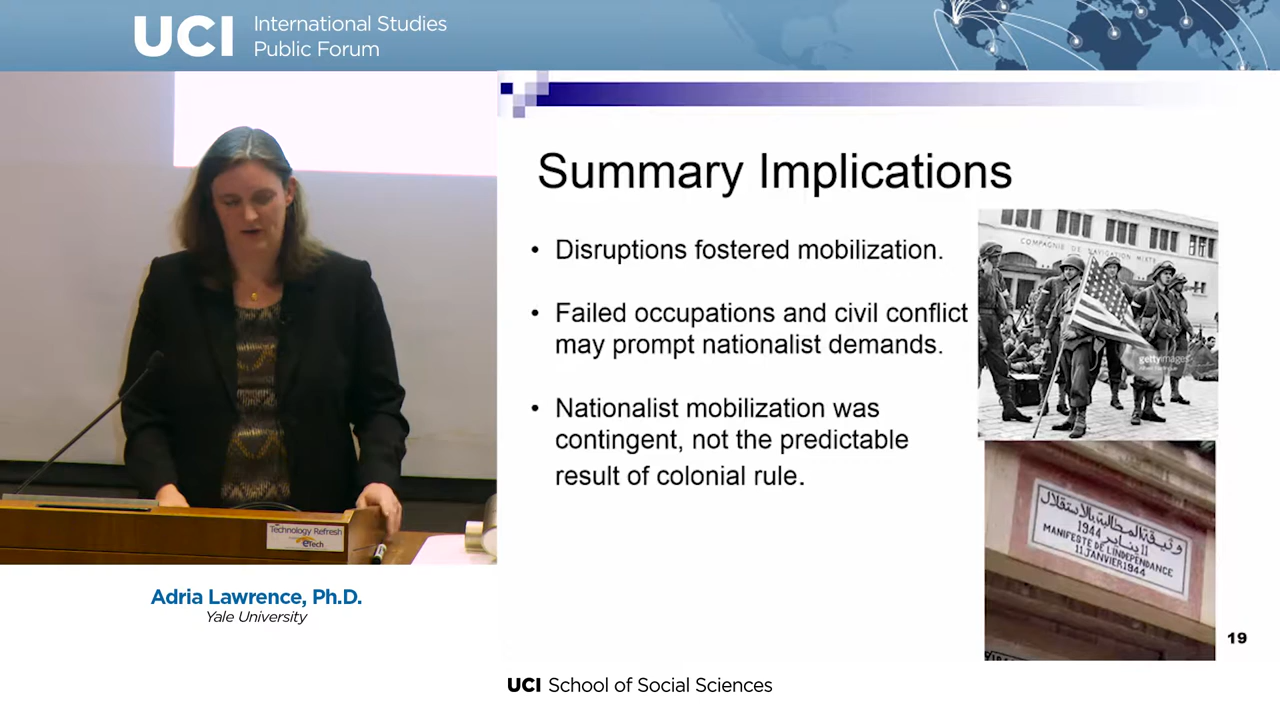 UCI International Studies
Public Forum
Technology Refresh
eTech
Adria Lawrence, Ph.D.
Yale University
Summary Implications
• Disruptions fostered mobilization.
• Failed occupations and civil conflict
may prompt nationalist demands.
• Nationalist mobilization was
contingent, not the predictable
result of colonial rule.
COMPAGNIE DE NAVIGATION MIXTE
gettyimages
وثيقة المطالبة بالاستقلال
11 يناير 1944
MANIFESTE DE L'INDEPENDANCE
11 JANVIER 1944
19
UCI School of Social Sciences